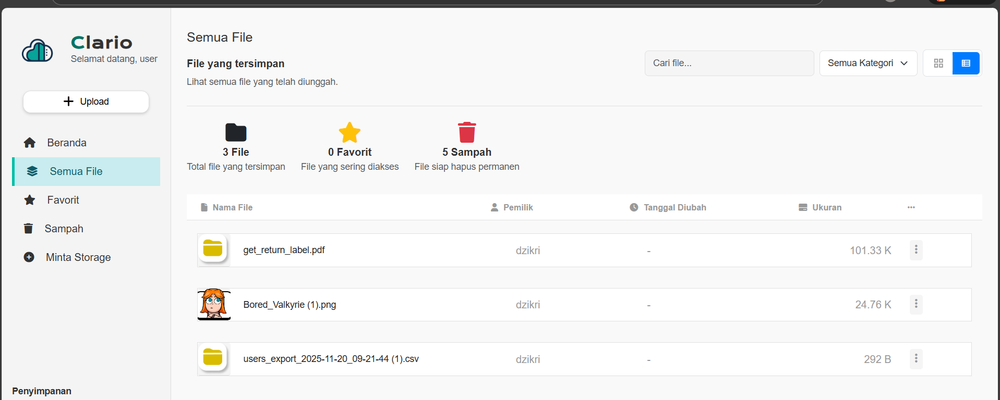 Clario
Selamat datang, user
Upload
Beranda
Semua File
Favorit
Sampah
Minta Storage
Penyimpanan
Semua File
File yang tersimpan
Lihat semua file yang telah diunggah.
Cari file...
Semua Kategori
3 File
Total file yang tersimpan
0 Favorit
File yang sering diakses
5 Sampah
File siap hapus permanen
Nama File Pemilik Tanggal Diubah Ukuran ...
get_return_label.pdf dzikri - 101.33 K
Bored_Valkyrie (1).png dzikri - 24.76 K
users_export_2025-11-20_09-21-44 (1).csv dzikri - 292 B